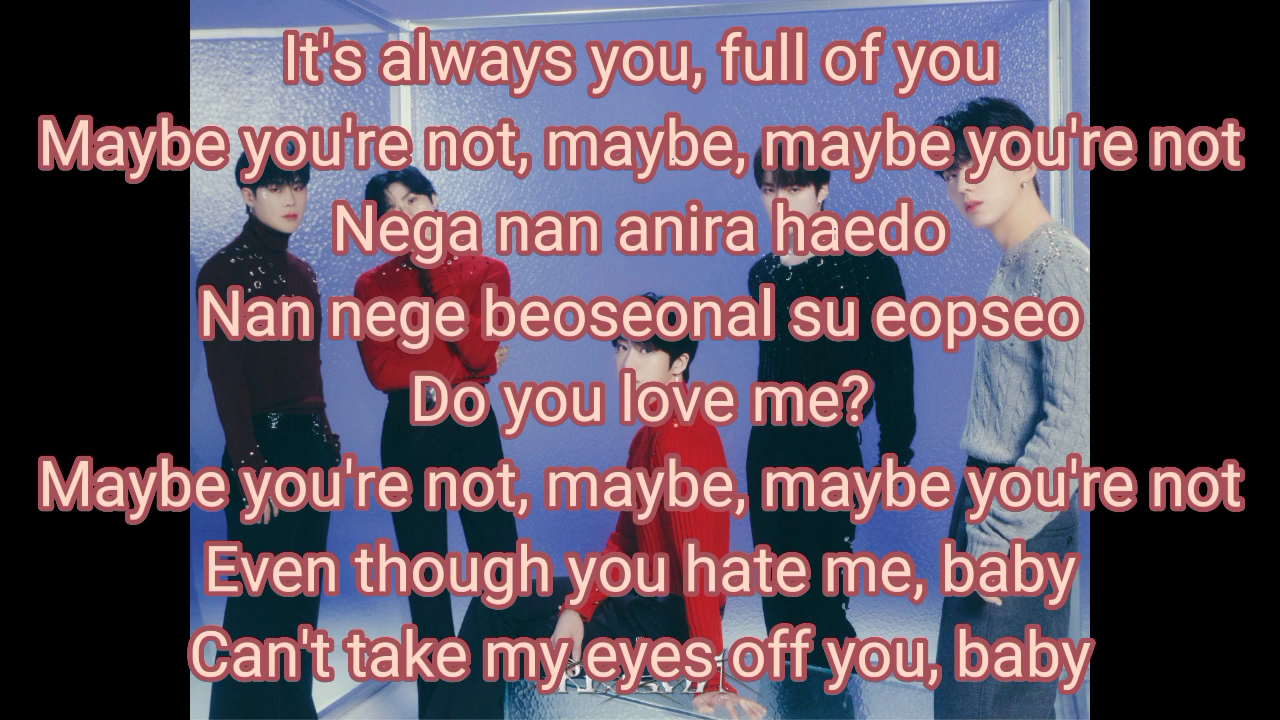 It's always you, full of you
Maybe you're not, maybe, maybe you're not
Nega nan anira haedo
Nan nege beoseonal su eopseo
Do you love me?
Maybe you're not, maybe, maybe you're not
Even though you hate me, baby
Can't take my eyes off you, baby